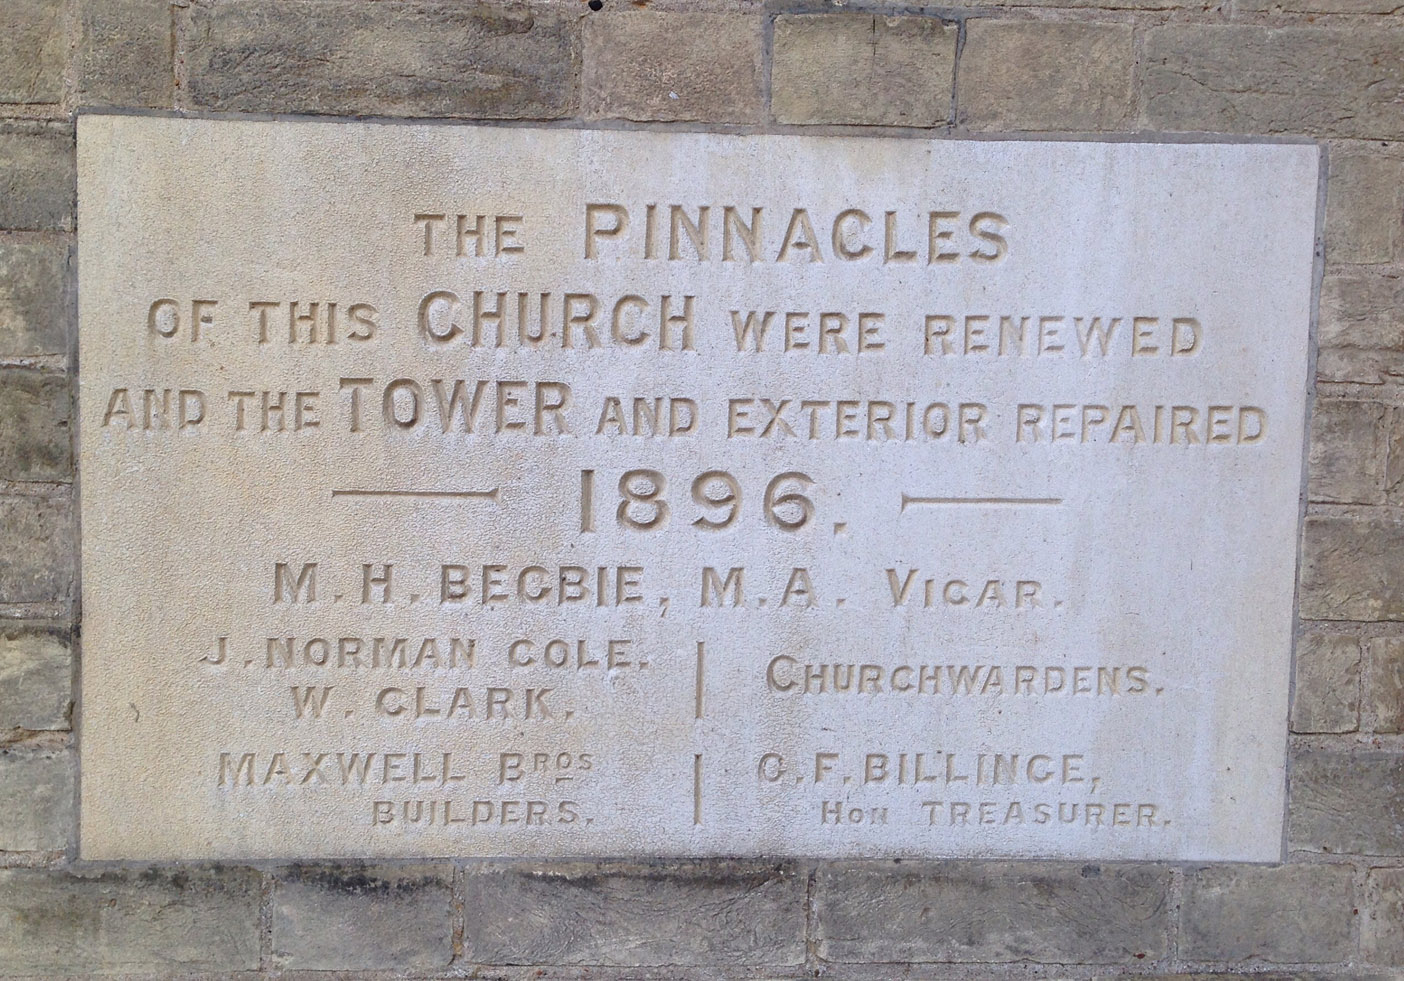 THE PINNACLES
OF THIS CHURCH WERE RENEWED
AND THE TOWER AND EXTERIOR REPAIRED
1896.
M. H. BEGBIE, M. A. VICAR.
J. NORMAN COLE.
W. CLARK.
CHURCHWARDENS.
MAXWELL BROS
BUILDERS.
G. F. BILLINGE,
HON TREASURER.